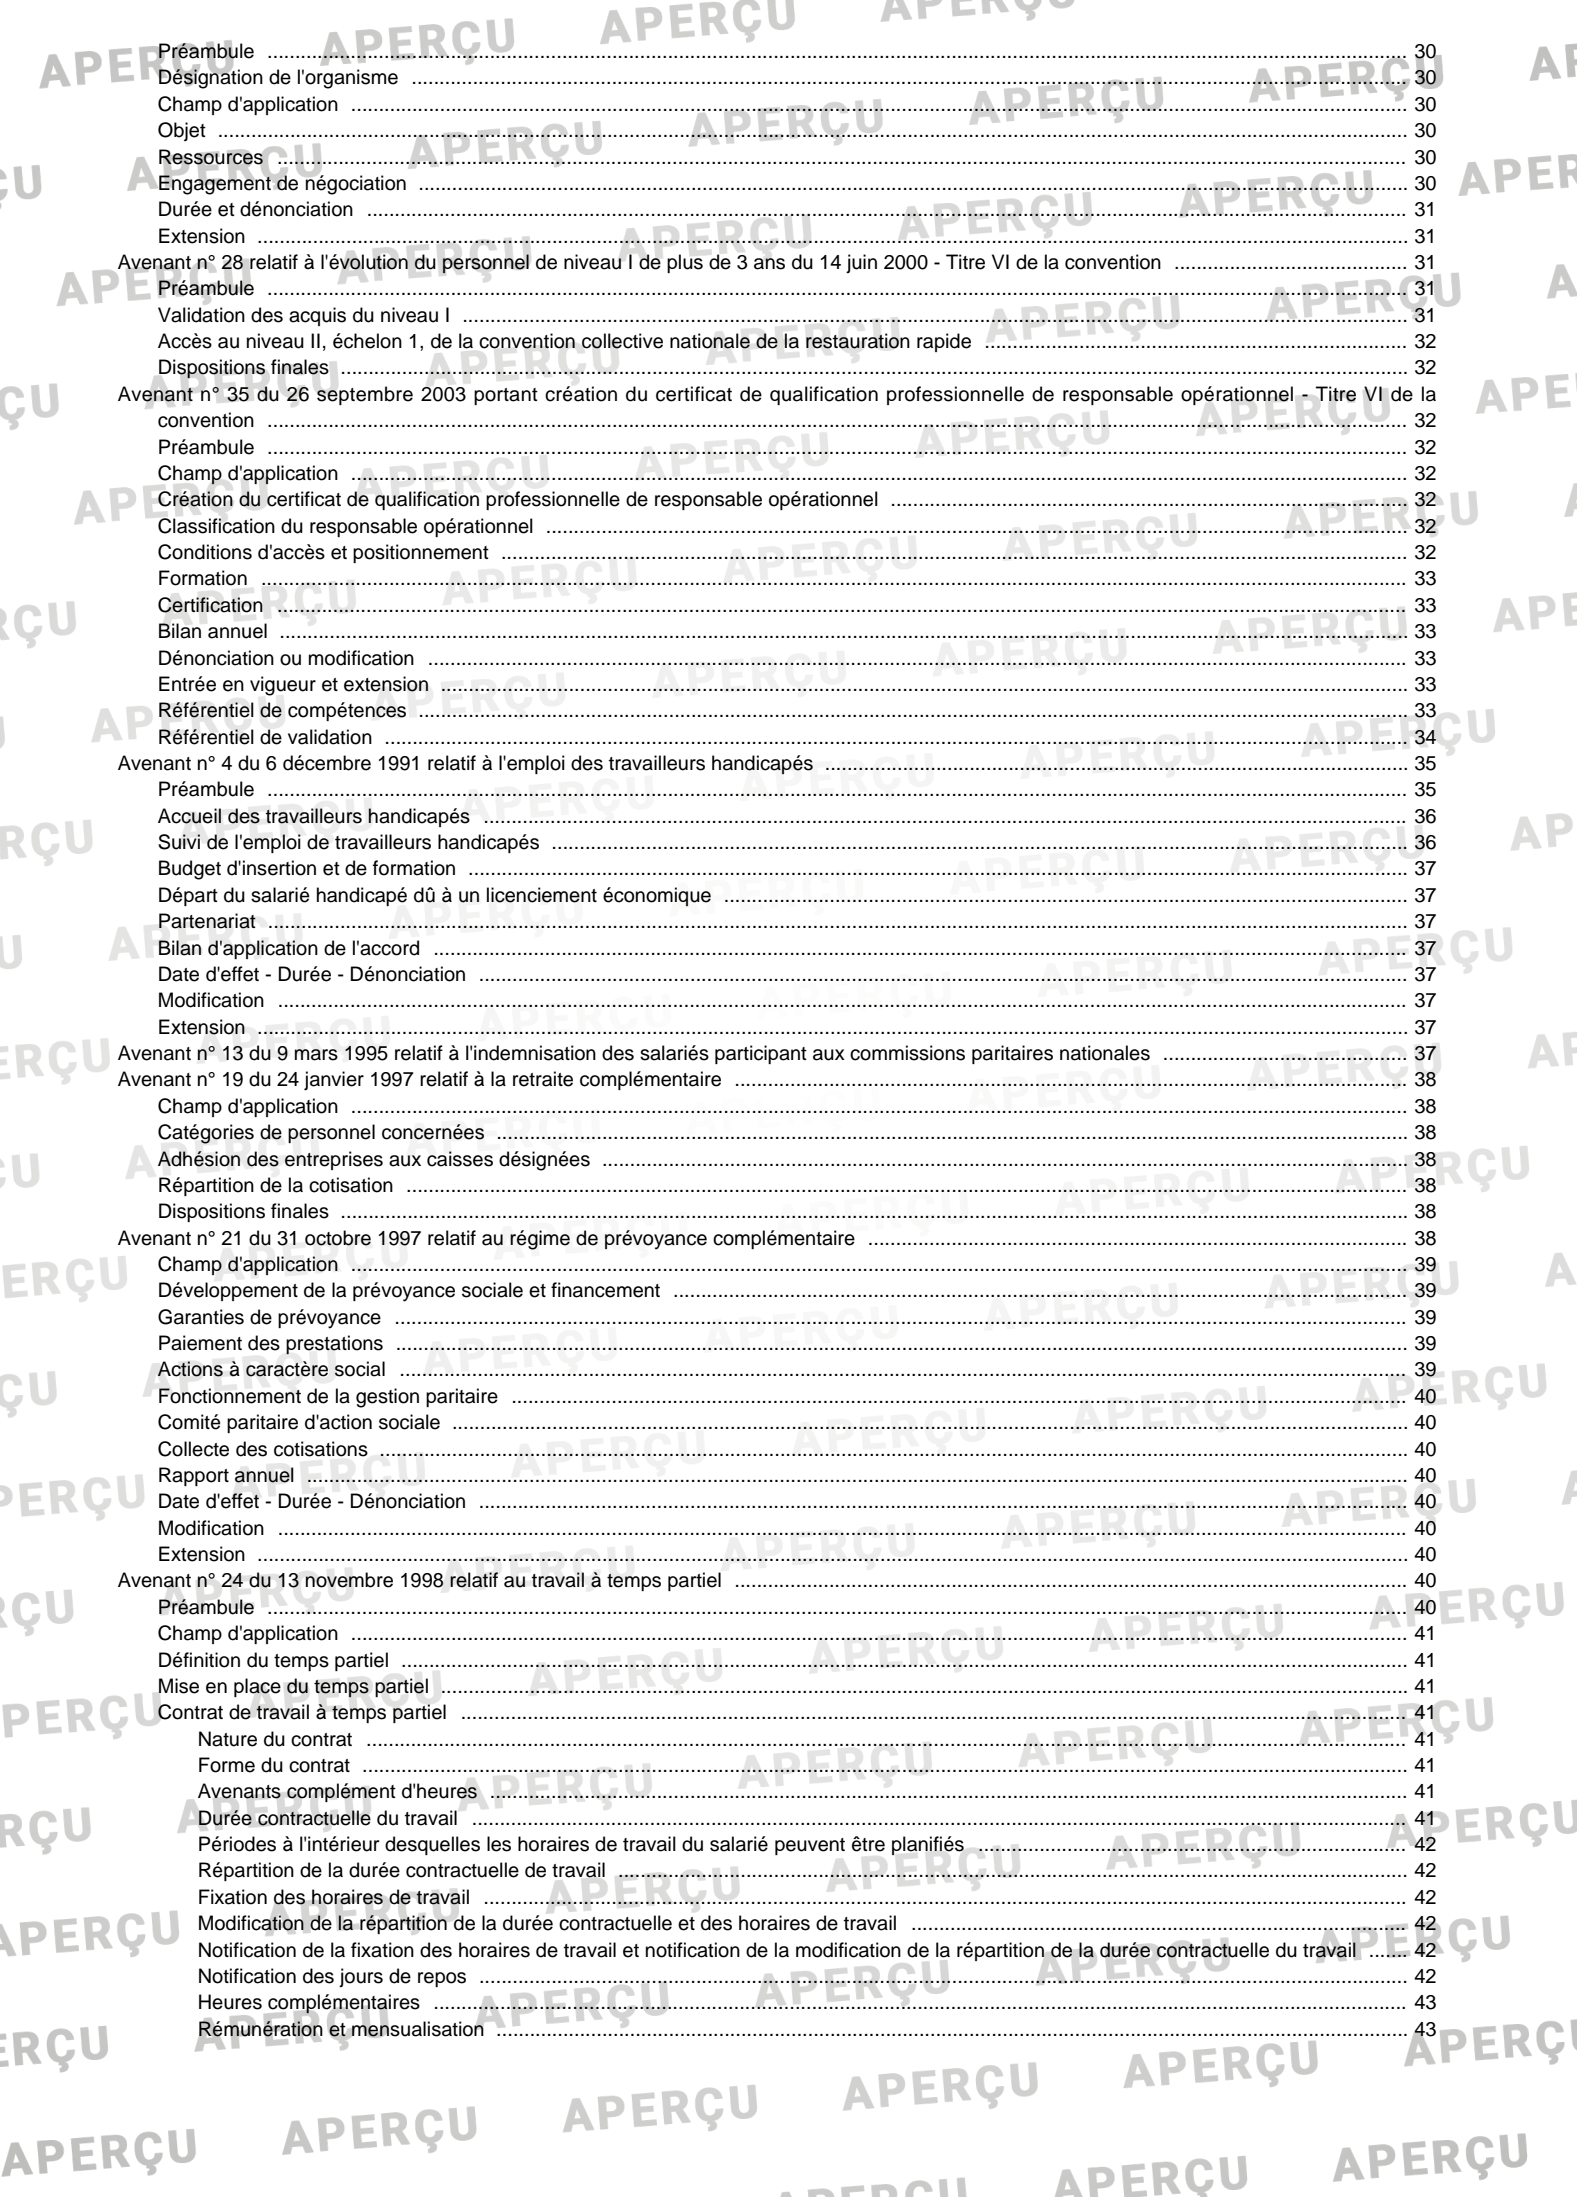 Préambule ........ 30
Désignation de l'organisme ........ 30
Champ d'application ........ 30
Objet ........ 30
Ressources ........ 30
Engagement de négociation ........ 30
Durée et dénonciation ........ 31
Extension ........ 31
Avenant n° 28 relatif à l'évolution du personnel de niveau I de plus de 3 ans du 14 juin 2000 - Titre VI de la convention ........ 31
Préambule ........ 31
Validation des acquis du niveau I ........ 31
Accès au niveau II, échelon 1, de la convention collective nationale de la restauration rapide ........ 32
Dispositions finales ........ 32
Avenant n° 35 du 26 septembre 2003 portant création du certificat de qualification professionnelle de responsable opérationnel - Titre VI de la
convention ........ 32
Préambule ........ 32
Champ d'application ........ 32
Création du certificat de qualification professionnelle de responsable opérationnel ........ 32
Classification du responsable opérationnel ........ 32
Conditions d'accès et positionnement ........ 32
Formation ........ 33
Certification ........ 33
Bilan annuel ........ 33
Dénonciation ou modification ........ 33
Entrée en vigueur et extension ........ 33
Référentiel de compétences ........ 33
Référentiel de validation ........ 34
Avenant n° 4 du 6 décembre 1991 relatif à l'emploi des travailleurs handicapés ........ 35
Préambule ........ 35
Accueil des travailleurs handicapés ........ 36
Suivi de l'emploi de travailleurs handicapés ........ 36
Budget d'insertion et de formation ........ 37
Départ du salarié handicapé dû à un licenciement économique ........ 37
Partenariat ........ 37
Bilan d'application de l'accord ........ 37
Date d'effet - Durée - Dénonciation ........ 37
Modification ........ 37
Extension ........ 37
Avenant n° 13 du 9 mars 1995 relatif à l'indemnisation des salariés participant aux commissions paritaires nationales ........ 37
Avenant n° 19 du 24 janvier 1997 relatif à la retraite complémentaire ........ 38
Champ d'application ........ 38
Catégories de personnel concernées ........ 38
Adhésion des entreprises aux caisses désignées ........ 38
Répartition de la cotisation ........ 38
Dispositions finales ........ 38
Avenant n° 21 du 31 octobre 1997 relatif au régime de prévoyance complémentaire ........ 38
Champ d'application ........ 39
Développement de la prévoyance sociale et financement ........ 39
Garanties de prévoyance ........ 39
Paiement des prestations ........ 39
Actions à caractère social ........ 39
Fonctionnement de la gestion paritaire ........ 40
Comité paritaire d'action sociale ........ 40
Collecte des cotisations ........ 40
Rapport annuel ........ 40
Date d'effet - Durée - Dénonciation ........ 40
Modification ........ 40
Extension ........ 40
Avenant n° 24 du 13 novembre 1998 relatif au travail à temps partiel ........ 40
Préambule ........ 40
Champ d'application ........ 41
Définition du temps partiel ........ 41
Mise en place du temps partiel ........ 41
Contrat de travail à temps partiel ........ 41
Nature du contrat ........ 41
Forme du contrat ........ 41
Avenants complément d'heures ........ 41
Durée contractuelle du travail ........ 41
Périodes à l'intérieur desquelles les horaires de travail du salarié peuvent être planifiés ........ 42
Répartition de la durée contractuelle de travail ........ 42
Fixation des horaires de travail ........ 42
Modification de la répartition de la durée contractuelle et des horaires de travail ........ 42
Notification de la fixation des horaires de travail et notification de la modification de la répartition de la durée contractuelle du travail ........ 42
Notification des jours de repos ........ 42
Heures complémentaires ........ 43
Rémunération et mensualisation ........ 43
APERÇU